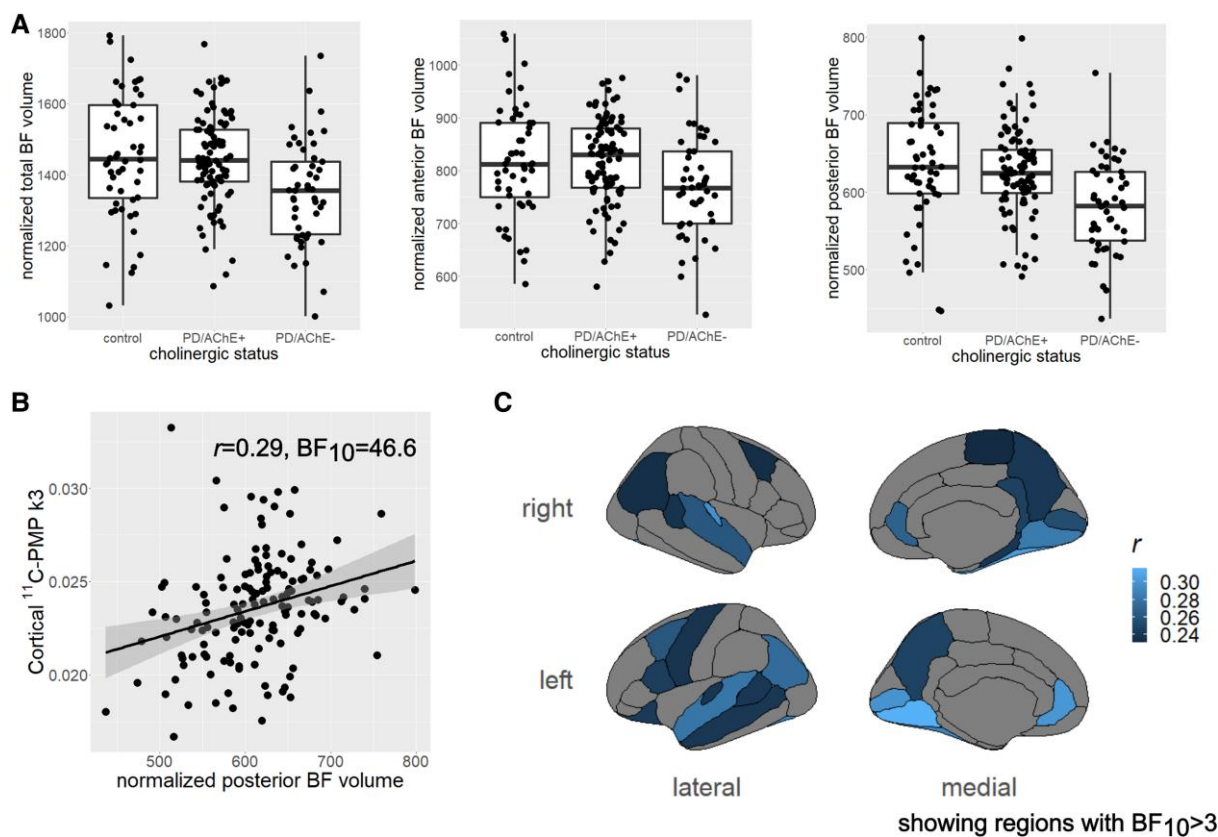 A
normalized total BF volume
1800
1600
1400
1200
1000
control PD/AChE+ PD/AChE-
cholinergic status
normalized anterior BF volume
1000
900
800
700
600
control PD/AChE+ PD/AChE-
cholinergic status
normalized posterior BF volume
800
700
600
500
control PD/AChE+ PD/AChE-
cholinergic status
B
r=0.29, BF10=46.6
Cortical 11C-PMP k3
0.030
0.025
0.020
500 600 700 800
normalized posterior BF volume
C
right
left
lateral medial
r
0.30
0.28
0.26
0.24
showing regions with BF10>3